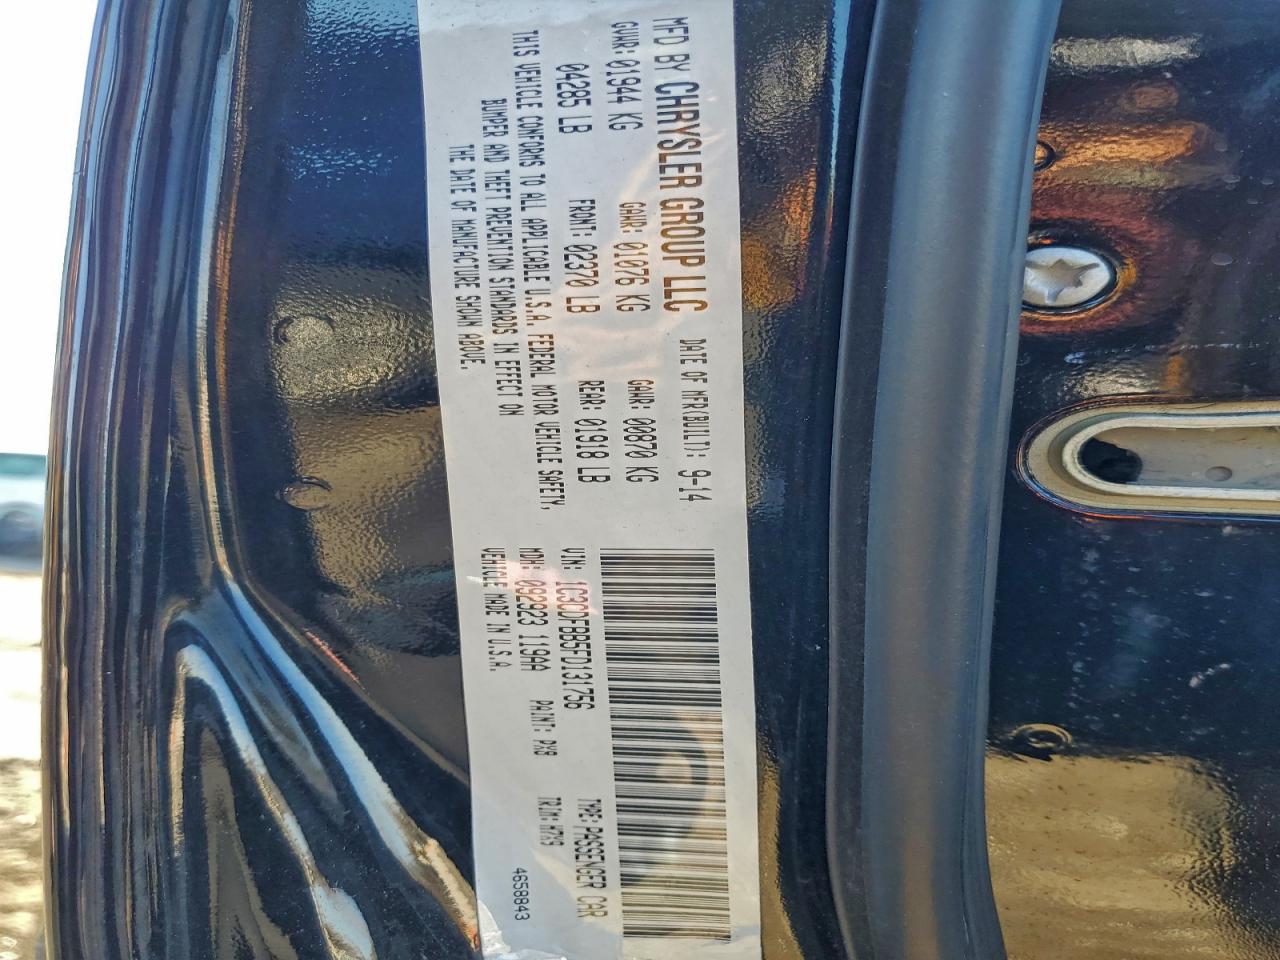 MFD BY CHRYSLER GROUP LLC DATE OF MFR(BUILT): 9-14
GVWR: 01944 KG GAWR: 01076 KG GAWR: 00870 KG
04285 LB FRONT: 02370 LB REAR: 01918 LB
THIS VEHICLE CONFORMS TO ALL APPLICABLE U.S.A. FEDERAL MOTOR VEHICLE SAFETY,
BUMPER AND THEFT PREVENTION STANDARDS IN EFFECT ON
THE DATE OF MANUFACTURE SHOWN ABOVE.
VIN: 1C3CDFBB5FD131756 TYPE: PASSENGER CAR
MDH: 092923 119AA PAINT: PX8 TRIM: H7X9
VEHICLE MADE IN U.S.A.
4658843